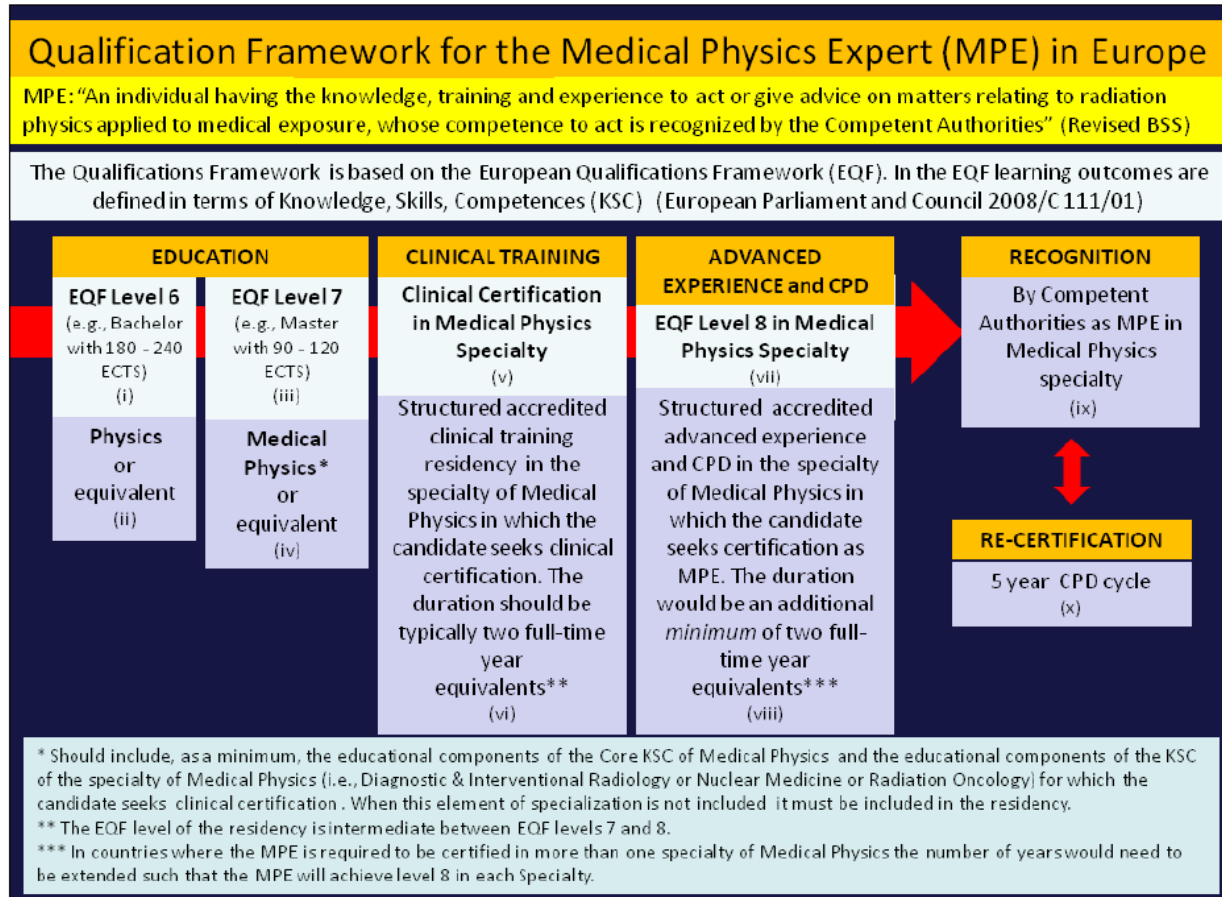 Qualification Framework for the Medical Physics Expert (MPE) in Europe
MPE: “An individual having the knowledge, training and experience to act or give advice on matters relating to radiation
physics applied to medical exposure, whose competence to act is recognized by the Competent Authorities” (Revised BSS)
The Qualifications Framework is based on the European Qualifications Framework (EQF). In the EQF learning outcomes are
defined in terms of Knowledge, Skills, Competences (KSC) (European Parliament and Council 2008/C 111/01)
EDUCATION
EQF Level 6
(e.g., Bachelor
with 180 - 240
ECTS)
(i)
Physics
or
equivalent
(ii)
EQF Level 7
(e.g., Master
with 90 - 120
ECTS)
(iii)
Medical
Physics*
or
equivalent
(iv)
CLINICAL TRAINING
Clinical Certification
in Medical Physics
Specialty
(v)
Structured accredited
clinical training
residency in the
specialty of Medical
Physics in which the
candidate seeks clinical
certification. The
duration should be
typically two full-time
year
equivalents**
(vi)
ADVANCED
EXPERIENCE and CPD
EQF Level 8 in Medical
Physics Specialty
(vii)
Structured accredited
advanced experience
and CPD in the specialty
of Medical Physics in
which the candidate
seeks certification as
MPE. The duration
would be an additional
minimum of two full-
time year
equivalents***
(viii)
RECOGNITION
By Competent
Authorities as MPE in
Medical Physics
specialty
(ix)
RE-CERTIFICATION
5 year CPD cycle
(x)
* Should include, as a minimum, the educational components of the Core KSC of Medical Physics and the educational components of the KSC
of the specialty of Medical Physics (i.e., Diagnostic & Interventional Radiology or Nuclear Medicine or Radiation Oncology) for which the
candidate seeks clinical certification . When this element of specialization is not included it must be included in the residency.
** The EQF level of the residency is intermediate between EQF levels 7 and 8.
*** In countries where the MPE is required to be certified in more than one specialty of Medical Physics the number of years would need to
be extended such that the MPE will achieve level 8 in each Specialty.